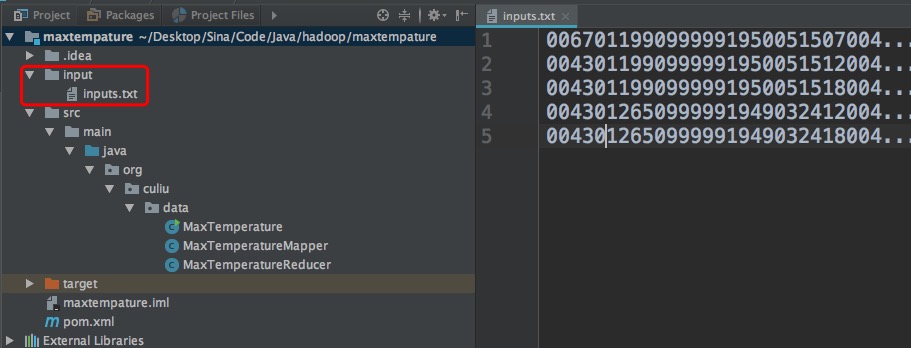 Project Packages Project Files
maxtempature ~/Desktop/Sina/Code/Java/hadoop/maxtempature
.idea
input
inputs.txt
src
main
java
org
culiu
data
MaxTemperature
MaxTemperatureMapper
MaxTemperatureReducer
target
maxtempature.iml
pom.xml
External Libraries
inputs.txt
1 0067011990999991950051507004...
2 0043011990999991950051512004...
3 0043011990999991950051518004...
4 0043012650999991949032412004...
5 0043012650999991949032418004...